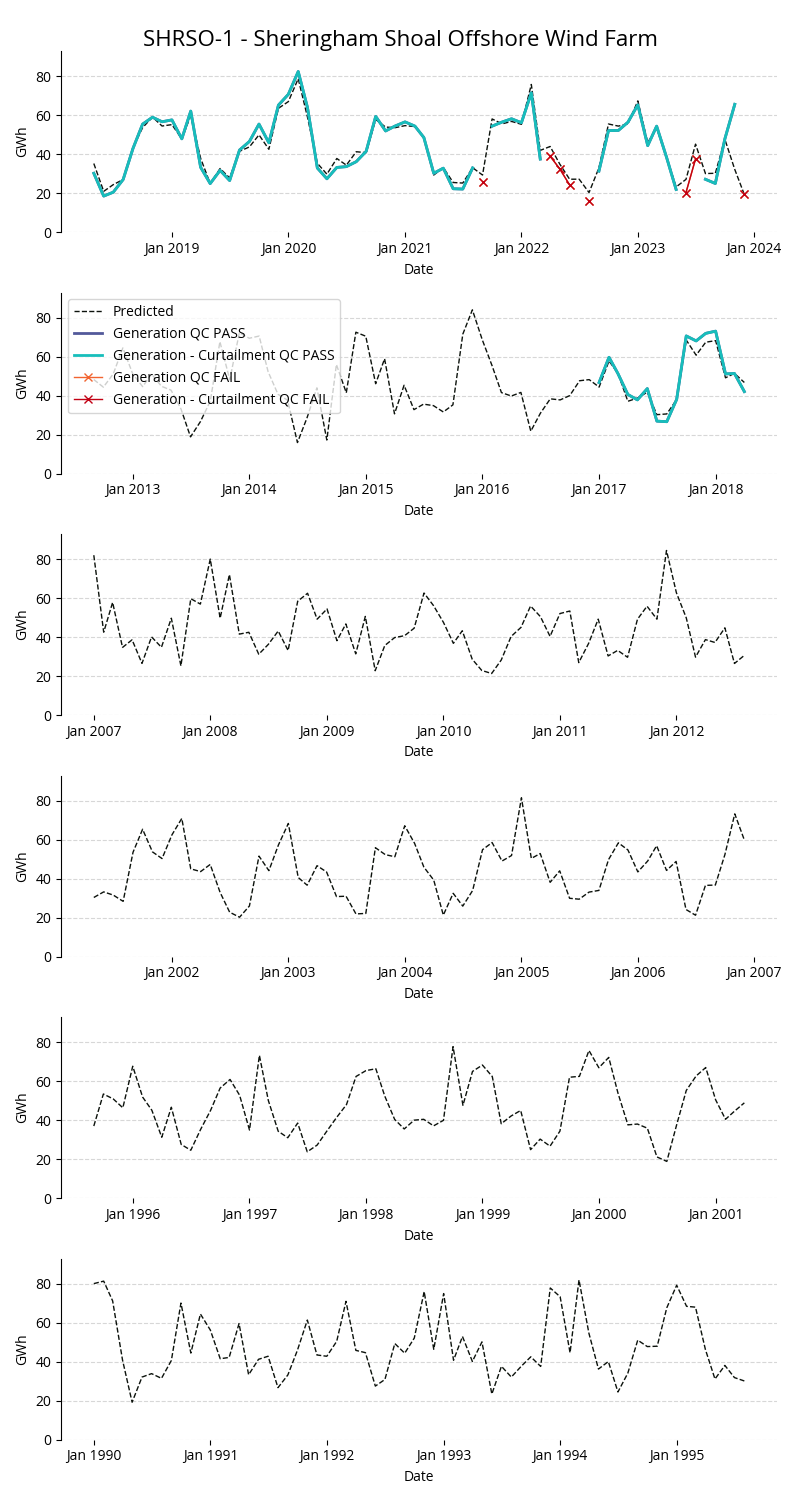 SHRSO-1 - Sheringham Shoal Offshore Wind Farm
80
60
40
20
0
GWh
Jan 2019 Jan 2020 Jan 2021 Jan 2022 Jan 2023 Jan 2024
Date
80
60
40
20
0
GWh
Predicted
Generation QC PASS
Generation - Curtailment QC PASS
Generation QC FAIL
Generation - Curtailment QC FAIL
Jan 2013 Jan 2014 Jan 2015 Jan 2016 Jan 2017 Jan 2018
Date
80
60
40
20
0
GWh
Jan 2007 Jan 2008 Jan 2009 Jan 2010 Jan 2011 Jan 2012
Date
80
60
40
20
0
GWh
Jan 2002 Jan 2003 Jan 2004 Jan 2005 Jan 2006 Jan 2007
Date
80
60
40
20
0
GWh
Jan 1996 Jan 1997 Jan 1998 Jan 1999 Jan 2000 Jan 2001
Date
80
60
40
20
0
GWh
Jan 1990 Jan 1991 Jan 1992 Jan 1993 Jan 1994 Jan 1995
Date